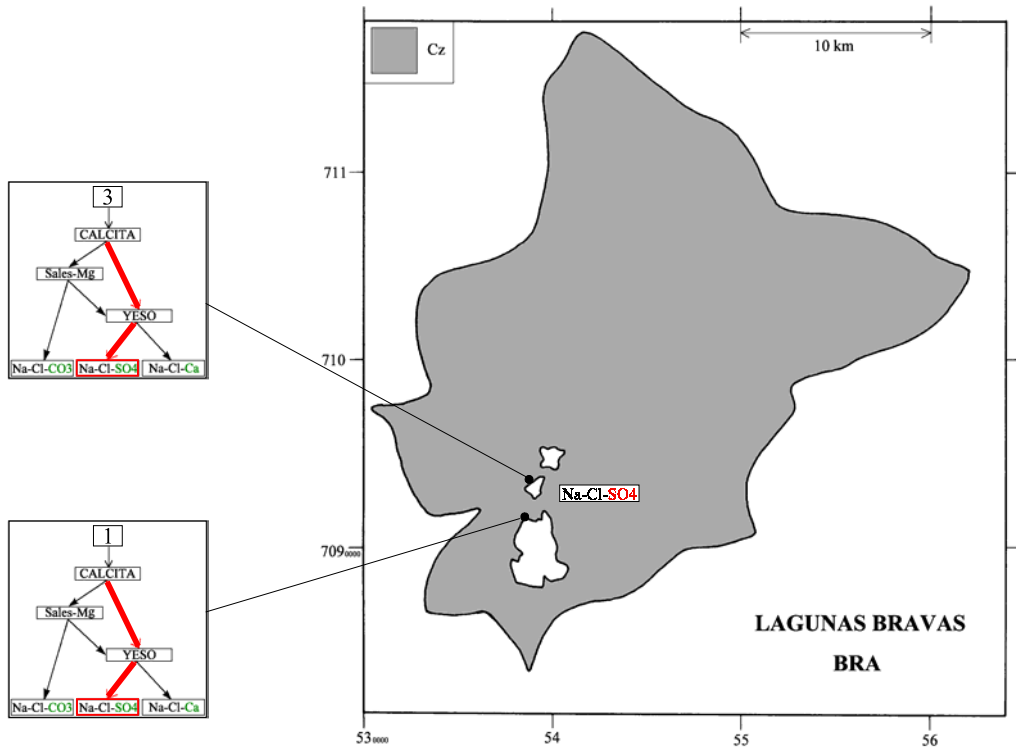 Cz
10 km
711
710
709 0000
53 0000
54
55
56
Na-Cl-SO4
LAGUNAS BRAVAS
BRA
3
CALCITA
Sales-Mg
YESO
Na-Cl-CO3 Na-Cl-SO4 Na-Cl-Ca
1
CALCITA
Sales-Mg
YESO
Na-Cl-CO3 Na-Cl-SO4 Na-Cl-Ca